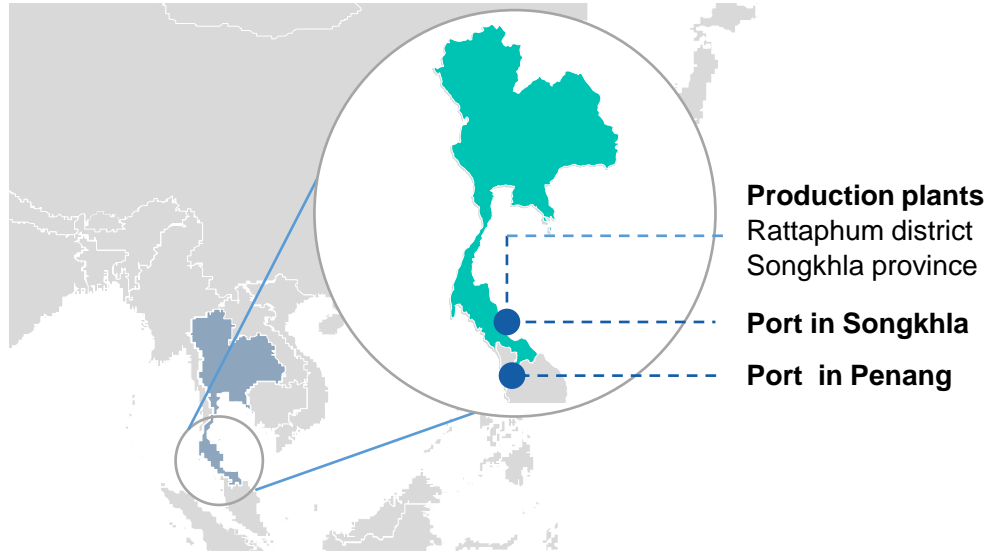 Production plants
Rattaphum district
Songkhla province
Port in Songkhla
Port in Penang